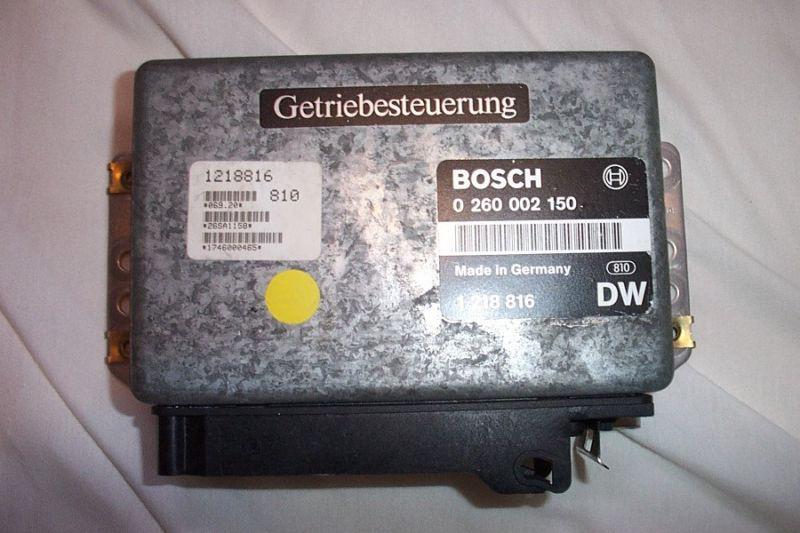 Getriebesteuerung
1218816
810
*069.20*
*26SA1158*
*1746000465*
BOSCH
0 260 002 150
Made in Germany
810
1 218 816
DW